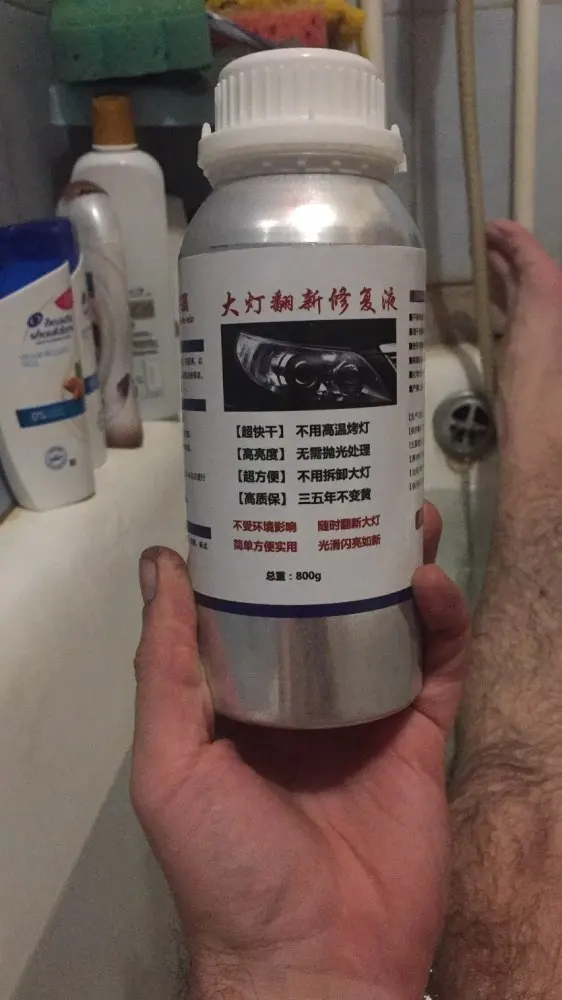 大灯翻新修复液
【超快干】 不用高温烤灯
【高亮度】 无需抛光处理
【超方便】 不用拆卸大灯
【高质保】 三五年不变黄
不受环境影响 随时翻新大灯
简单方便实用 光滑闪亮如新
总重：800g
head
shoulders
0%